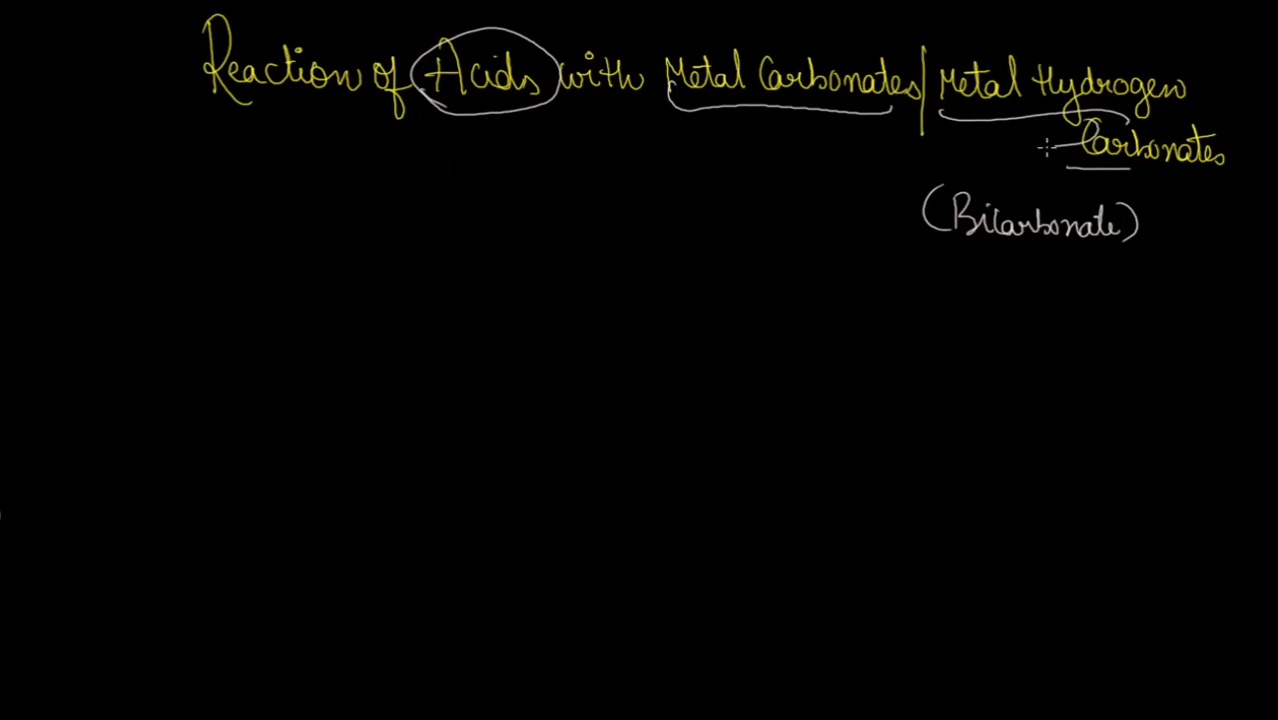 Reaction of Acids with Metal Carbonates | Metal Hydrogen
Carbonates
(Bicarbonate)